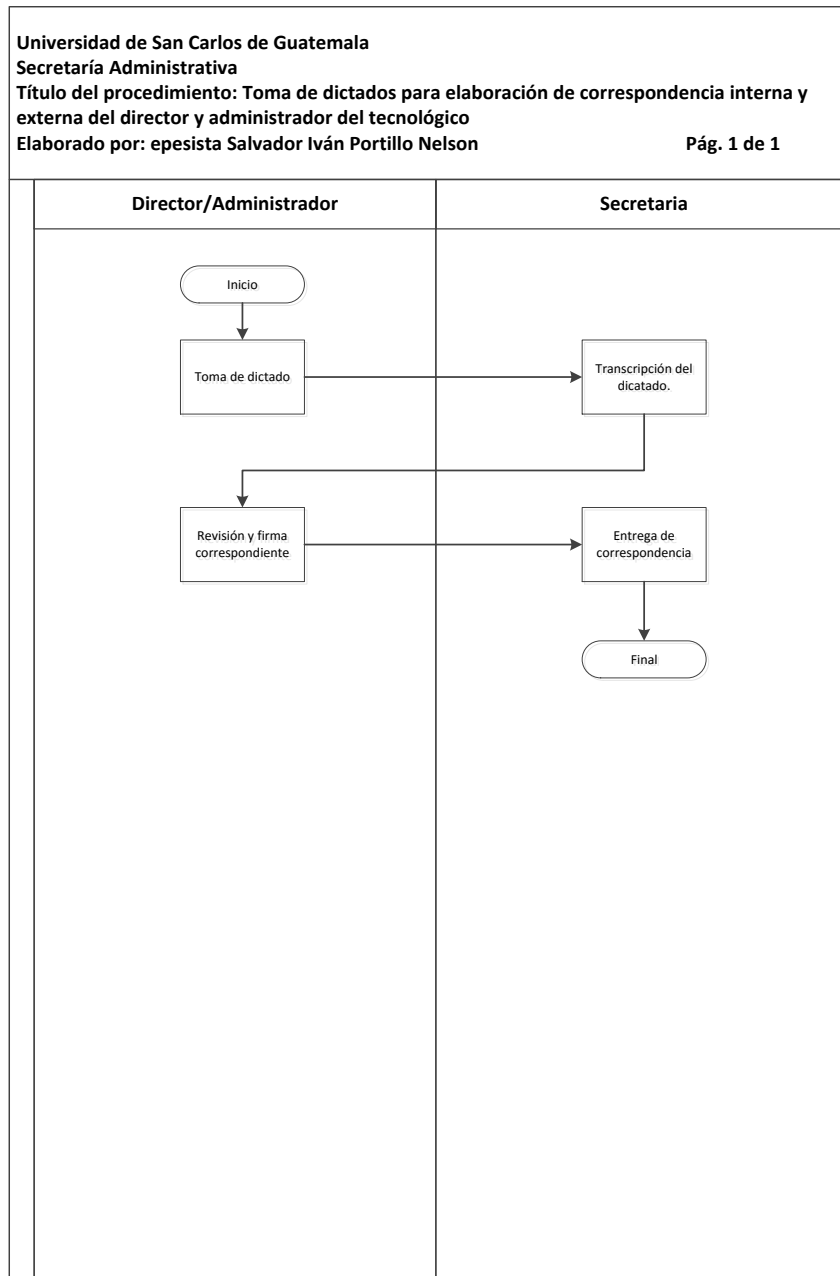 Universidad de San Carlos de Guatemala
Secretaría Administrativa
Título del procedimiento: Toma de dictados para elaboración de correspondencia interna y
externa del director y administrador del tecnológico
Elaborado por: epesista Salvador Iván Portillo Nelson Pág. 1 de 1
Director/Administrador Secretaria
Inicio
Toma de dictado
Transcripción del
dicatado.
Revisión y firma
correspondiente
Entrega de
correspondencia
Final